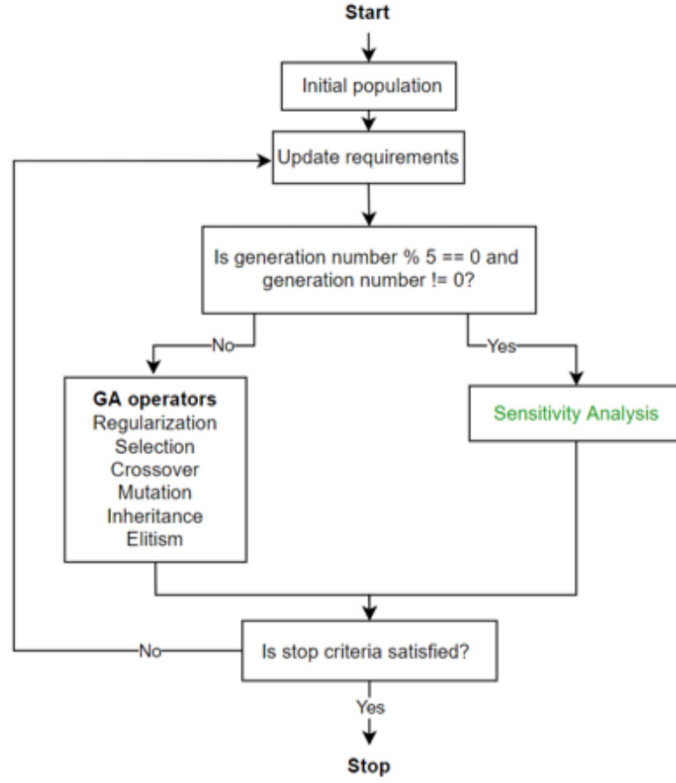 Start
Initial population
Update requirements
Is generation number % 5 == 0 and
generation number != 0?
No
Yes
GA operators
Regularization
Selection
Crossover
Mutation
Inheritance
Elitism
Sensitivity Analysis
Is stop criteria satisfied?
No
Yes
Stop